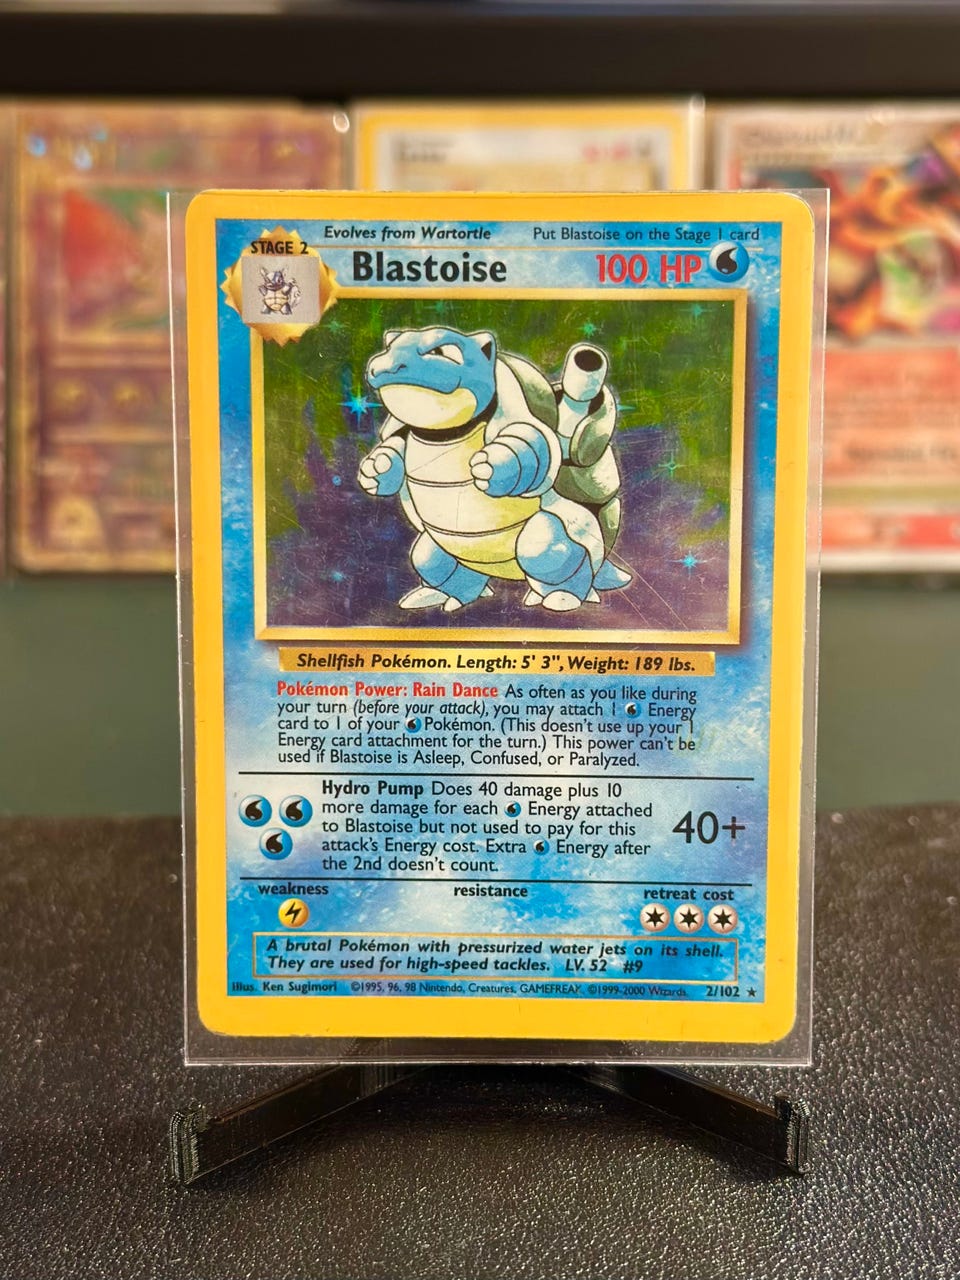 Evolves from Wartortle Put Blastoise on the Stage 1 card
STAGE 2
Blastoise 100 HP
Shellfish Pokémon. Length: 5' 3", Weight: 189 lbs.
Pokémon Power: Rain Dance As often as you like during
your turn (before your attack), you may attach 1 Energy
card to 1 of your Pokémon. (This doesn't use up your 1
Energy card attachment for the turn.) This power can't be
used if Blastoise is Asleep, Confused, or Paralyzed.
Hydro Pump Does 40 damage plus 10
more damage for each Energy attached
to Blastoise but not used to pay for this
attack's Energy cost. Extra Energy after
the 2nd doesn't count.
40+
weakness resistance retreat cost
A brutal Pokémon with pressurized water jets on its shell.
They are used for high-speed tackles. LV. 52 #9
Illus. Ken Sugimori ©1995, 96, 98 Nintendo, Creatures, GAMEFREAK. ©1999-2000 Wizards. 2/102 ★